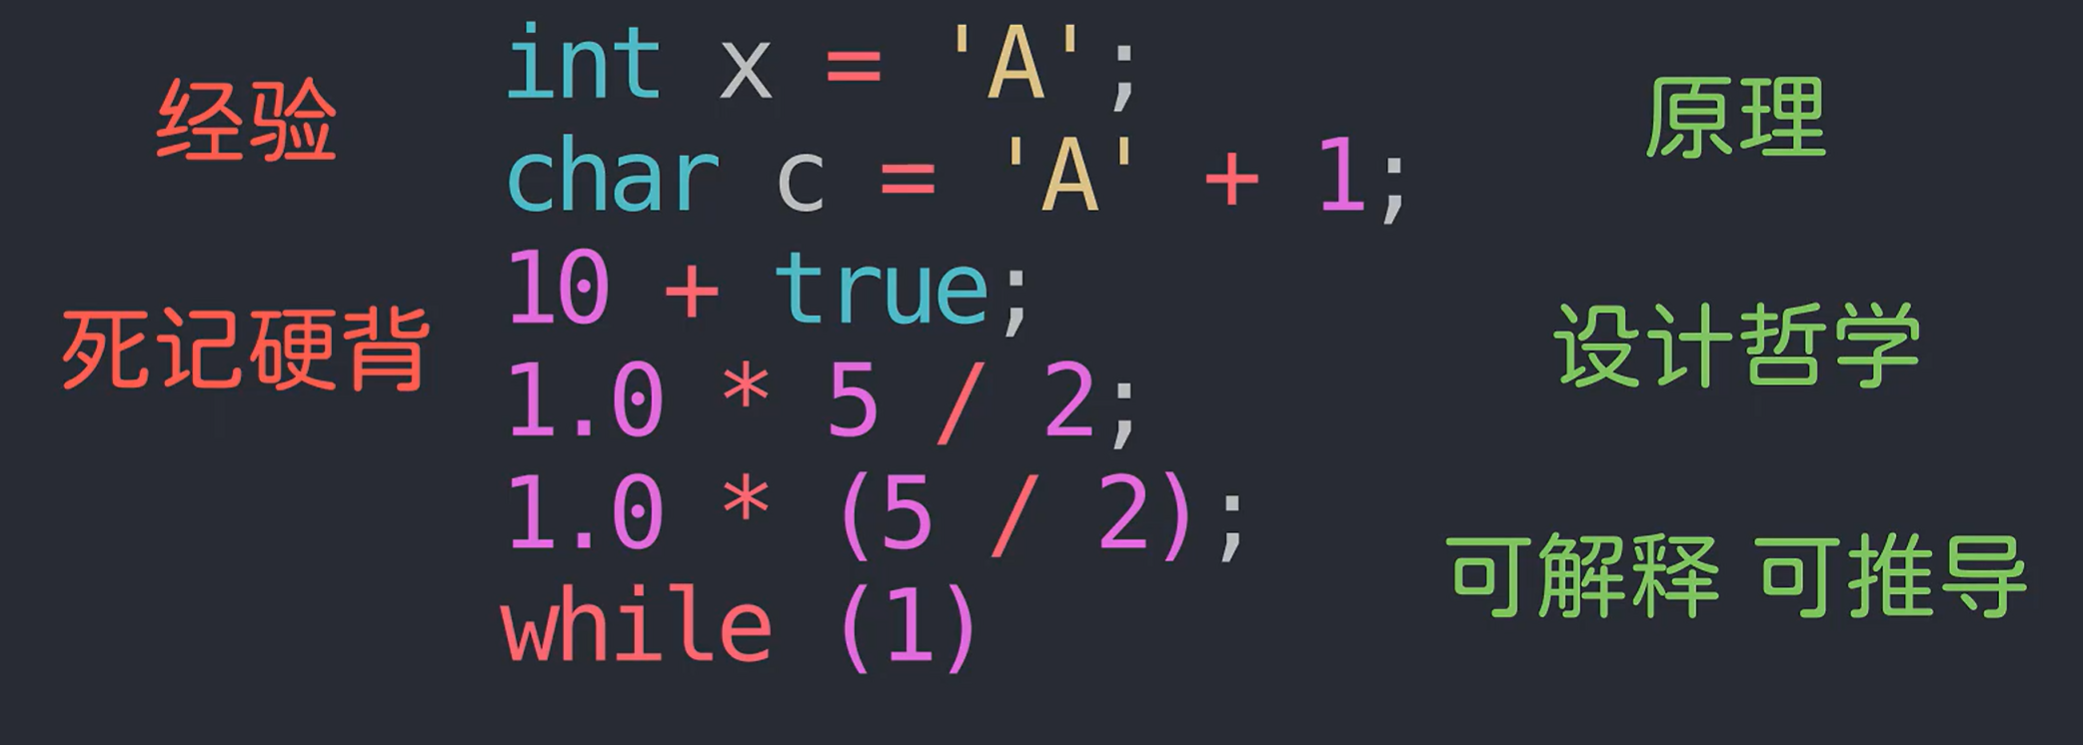 经验
死记硬背
int x = 'A';
char c = 'A' + 1;
10 + true;
1.0 * 5 / 2;
1.0 * (5 / 2);
while (1)
原理
设计哲学
可解释 可推导